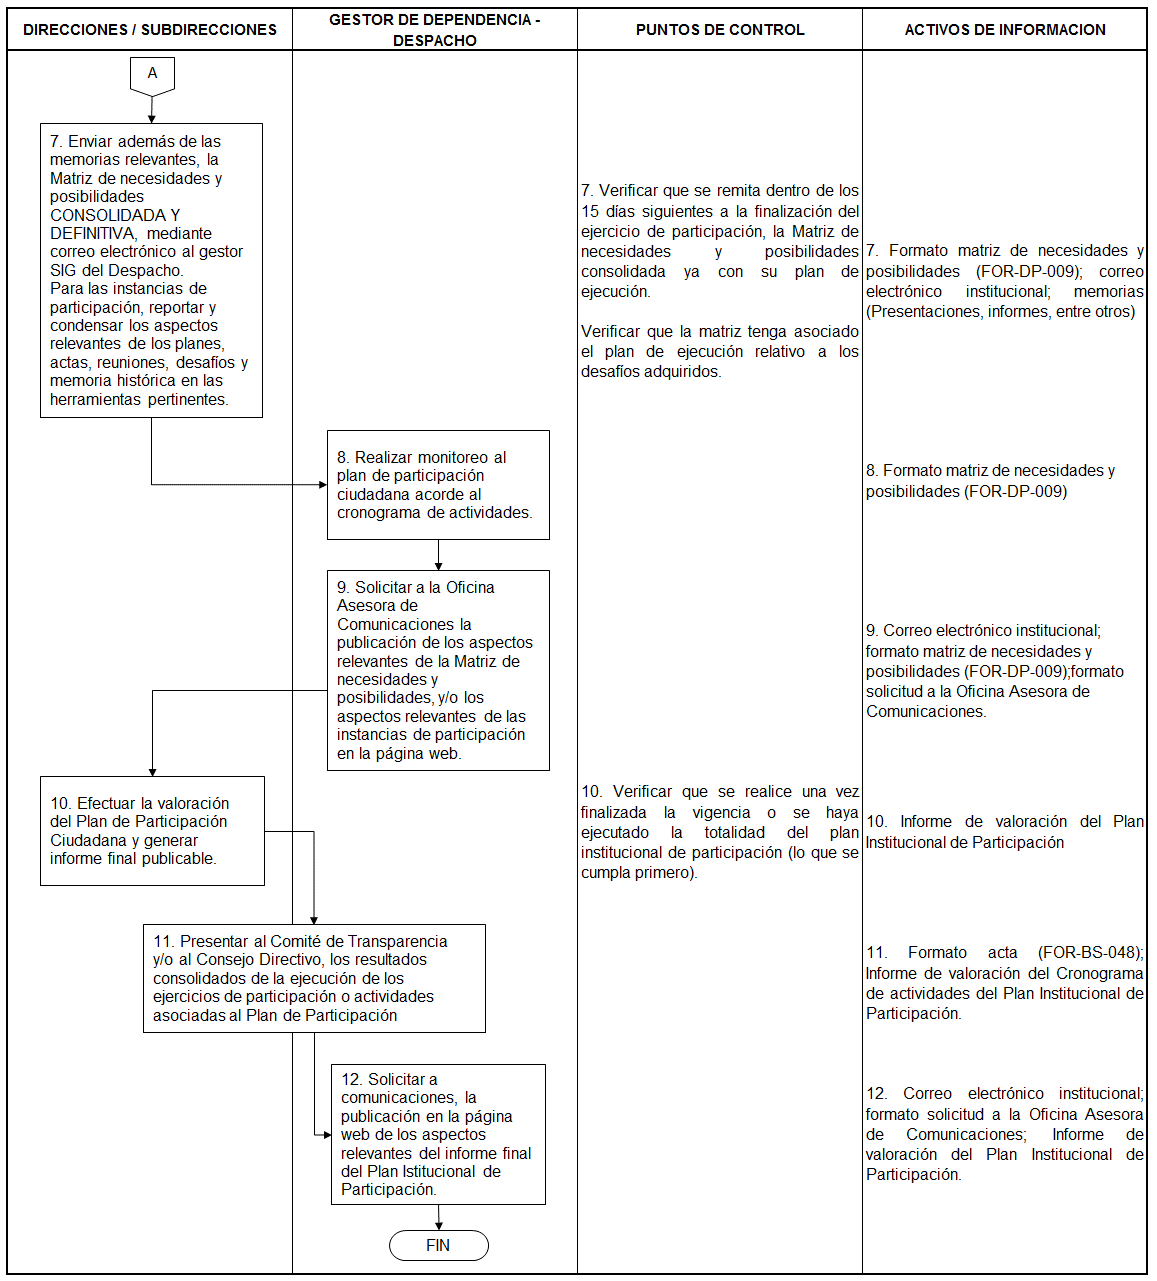 DIRECCIONES / SUBDIRECCIONES
GESTOR DE DEPENDENCIA -
DESPACHO
PUNTOS DE CONTROL
ACTIVOS DE INFORMACION
A
7. Enviar además de las
memorias relevantes, la
Matriz de necesidades y
posibilidades
CONSOLIDADA Y
DEFINITIVA, mediante
correo electrónico al gestor
SIG del Despacho.
Para las instancias de
participación, reportar y
condensar los aspectos
relevantes de los planes,
actas, reuniones, desafíos y
memoria histórica en las
herramientas pertinentes.
7. Verificar que se remita dentro de los
15 días siguientes a la finalización del
ejercicio de participación, la Matriz de
necesidades y posibilidades
consolidada ya con su plan de
ejecución.
Verificar que la matriz tenga asociado
el plan de ejecución relativo a los
desafíos adquiridos.
7. Formato matriz de necesidades y
posibilidades (FOR-DP-009); correo
electrónico institucional; memorias
(Presentaciones, informes, entre otros)
8. Realizar monitoreo al
plan de participación
ciudadana acorde al
cronograma de actividades.
8. Formato matriz de necesidades y
posibilidades (FOR-DP-009)
9. Solicitar a la Oficina
Asesora de
Comunicaciones la
publicación de los aspectos
relevantes de la Matriz de
necesidades y
posibilidades, y/o los
aspectos relevantes de las
instancias de participación
en la página web.
9. Correo electrónico institucional;
formato matriz de necesidades y
posibilidades (FOR-DP-009);formato
solicitud a la Oficina Asesora de
Comunicaciones.
10. Efectuar la valoración
del Plan de Participación
Ciudadana y generar
informe final publicable.
10. Verificar que se realice una vez
finalizada la vigencia o se haya
ejecutado la totalidad del plan
institucional de participación (lo que se
cumpla primero).
10. Informe de valoración del Plan
Institucional de Participación
11. Presentar al Comité de Transparencia
y/o al Consejo Directivo, los resultados
consolidados de la ejecución de los
ejercicios de participación o actividades
asociadas al Plan de Participación
11. Formato acta (FOR-BS-048);
Informe de valoración del Cronograma
de actividades del Plan Institucional de
Participación.
12. Solicitar a
comunicaciones, la
publicación en la página
web de los aspectos
relevantes del informe final
del Plan Istitucional de
Participación.
12. Correo electrónico institucional;
formato solicitud a la Oficina Asesora
de Comunicaciones; Informe de
valoración del Plan Institucional de
Participación.
FIN